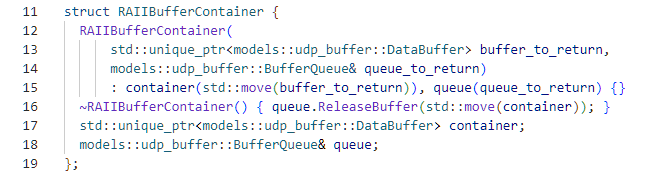 11 struct RAIIBufferContainer {
12   RAIIBufferContainer(
13       std::unique_ptr<models::udp_buffer::DataBuffer> buffer_to_return,
14       models::udp_buffer::BufferQueue& queue_to_return)
15       : container(std::move(buffer_to_return)), queue(queue_to_return) {}
16   ~RAIIBufferContainer() { queue.ReleaseBuffer(std::move(container)); }
17   std::unique_ptr<models::udp_buffer::DataBuffer> container;
18   models::udp_buffer::BufferQueue& queue;
19 };